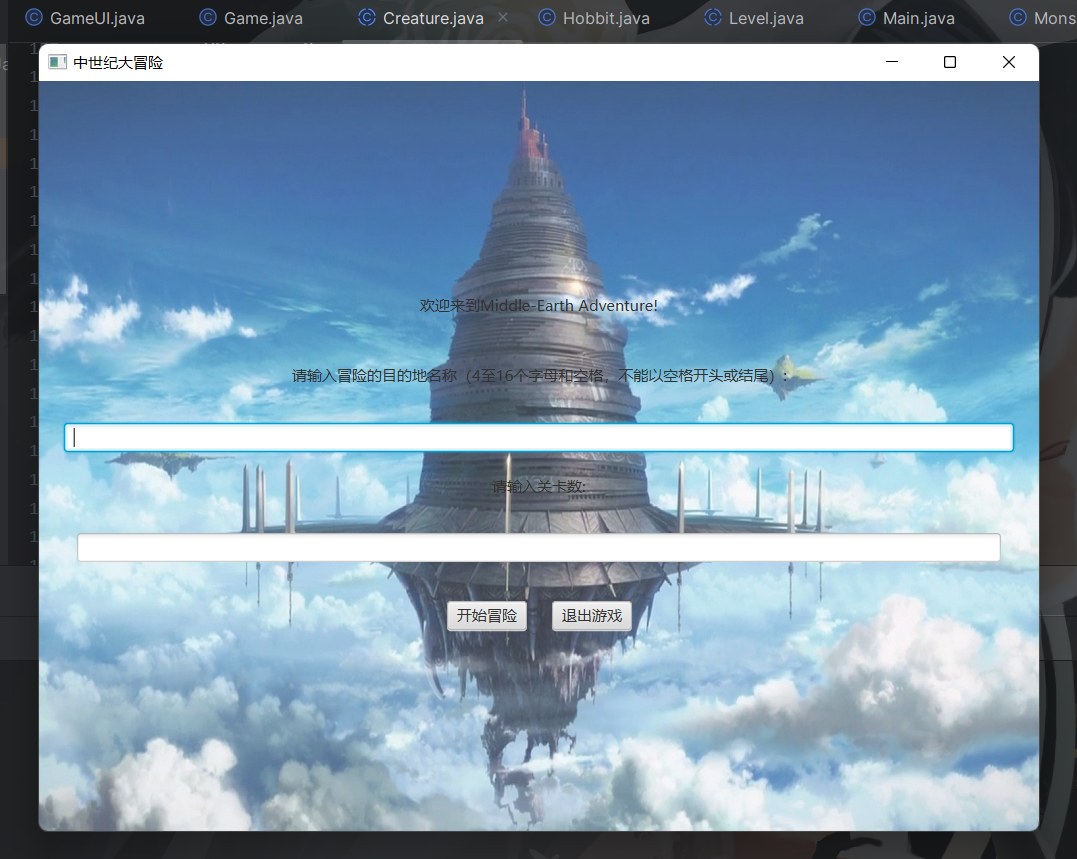 GameUI.java Game.java Creature.java Hobbit.java Level.java Main.java Mons
中世纪大冒险
欢迎来到Middle-Earth Adventure!
请输入冒险的目的地名称（4至16个字母和空格，不能以空格开头或结尾）:
请输入关卡数:
开始冒险 退出游戏